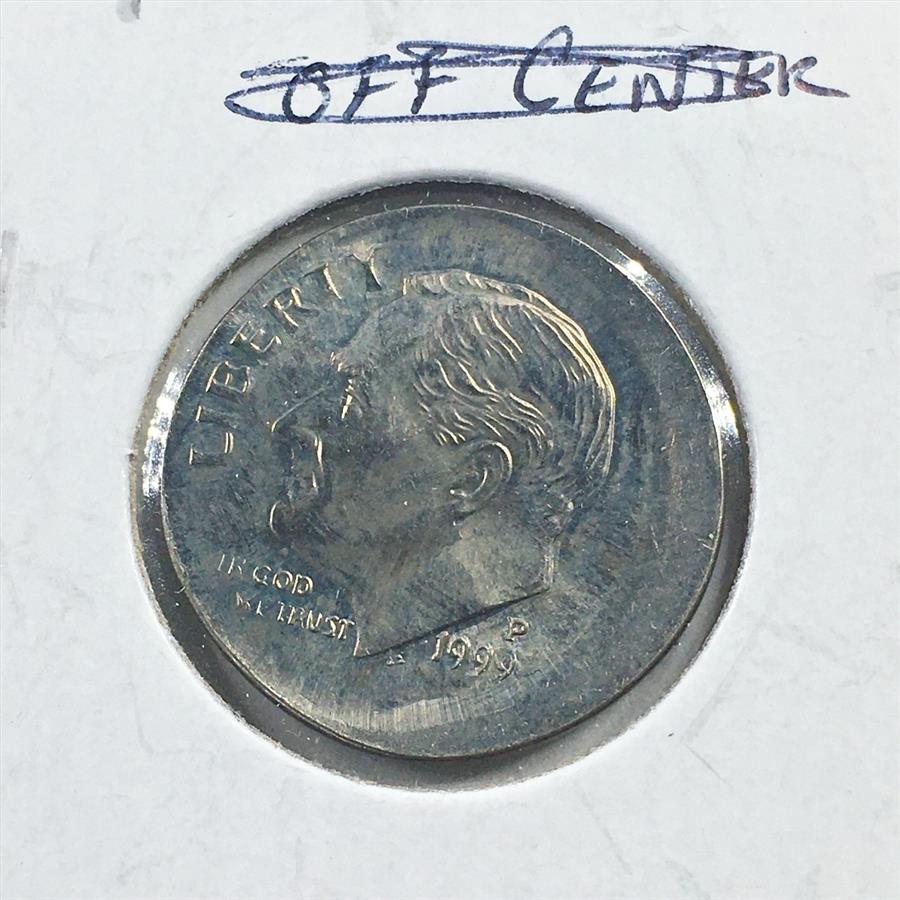 OFF CENTER
LIBERTY
IN GOD
WE TRUST
P
1999